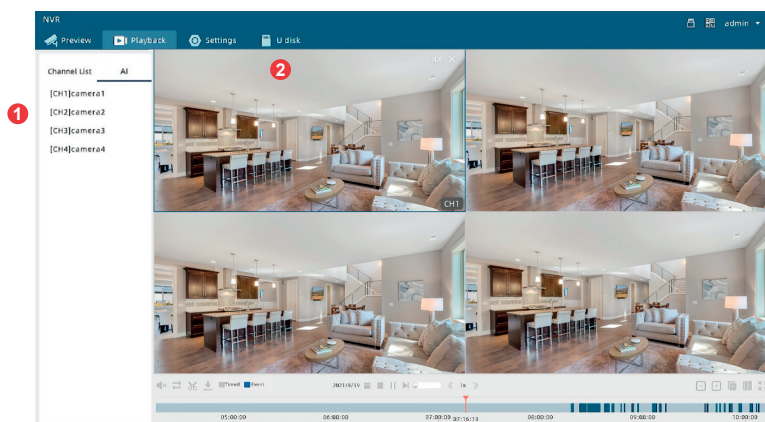 NVR
admin
Preview
Playback
Settings
U disk
Channel List
AI
[CH1]camera1
[CH2]camera2
[CH3]camera3
[CH4]camera4
1
2
CH1
Timed
Event
2021/8/19
1x
05:00:00
06:00:00
07:00:00
07:16:13
08:00:00
09:00:00
10:00:00